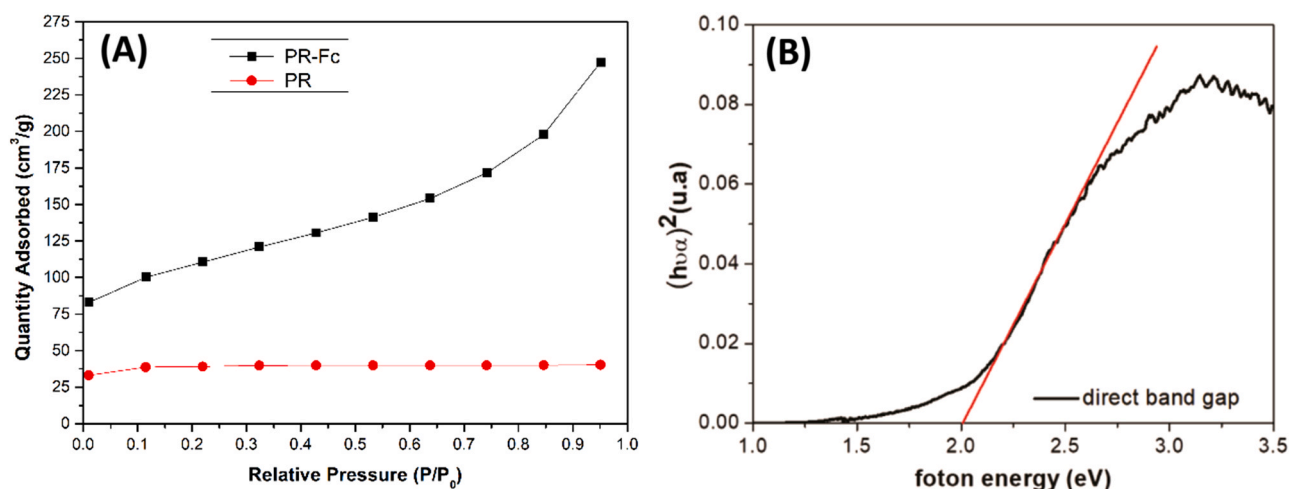 (A)
PR-Fc
PR
Quantity Adsorbed (cm³/g)
275
250
225
200
175
150
125
100
75
50
25
0
0.0 0.1 0.2 0.3 0.4 0.5 0.6 0.7 0.8 0.9 1.0
Relative Pressure (P/P₀)
(B)
(hυα)²(u.a)
0.10
0.08
0.06
0.04
0.02
0.00
direct band gap
1.0 1.5 2.0 2.5 3.0 3.5
foton energy (eV)